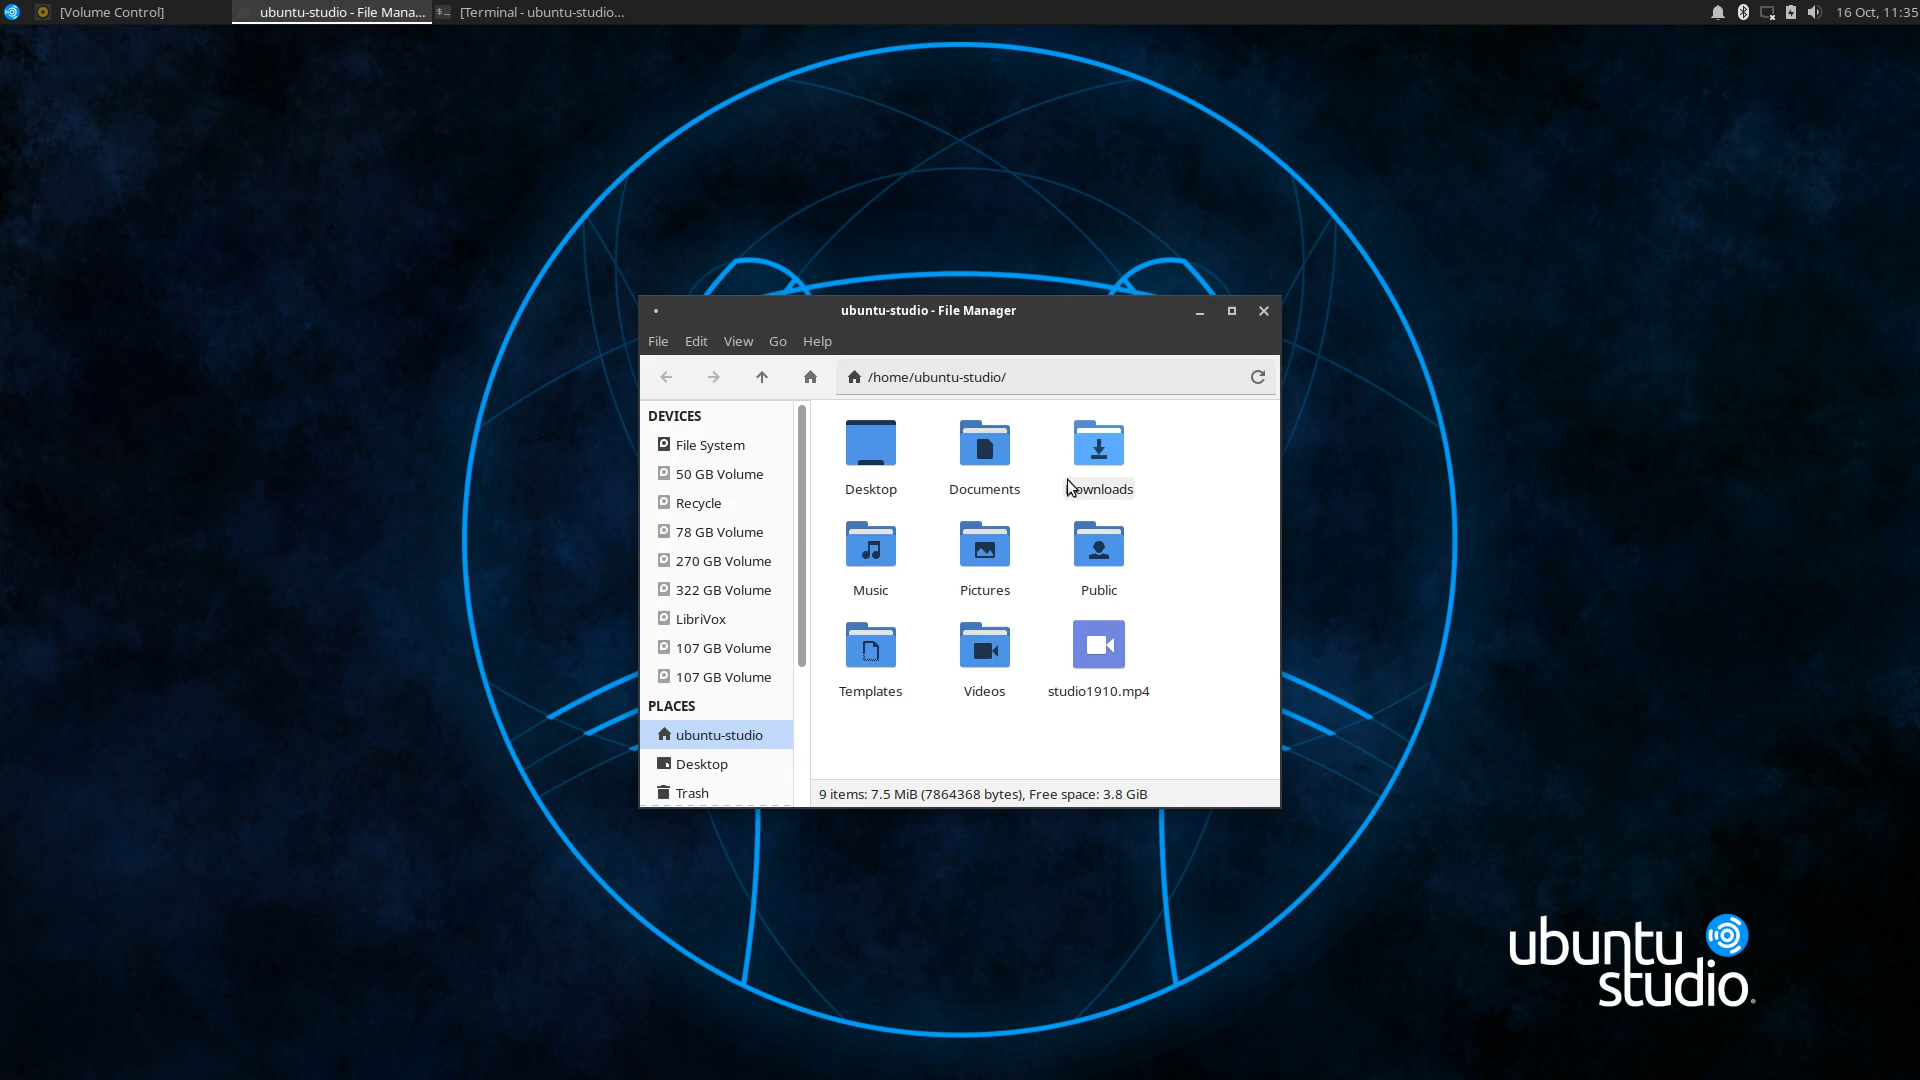 [Volume Control]
ubuntu-studio - File Mana...
[Terminal - ubuntu-studio...
16 Oct, 11:35
ubuntu-studio - File Manager
File Edit View Go Help
/home/ubuntu-studio/
DEVICES
File System
50 GB Volume
Recycle
78 GB Volume
270 GB Volume
322 GB Volume
LibriVox
107 GB Volume
107 GB Volume
PLACES
ubuntu-studio
Desktop
Trash
Desktop Documents Downloads
Music Pictures Public
Templates Videos studio1910.mp4
9 items: 7.5 MiB (7864368 bytes), Free space: 3.8 GiB
ubuntu
studio